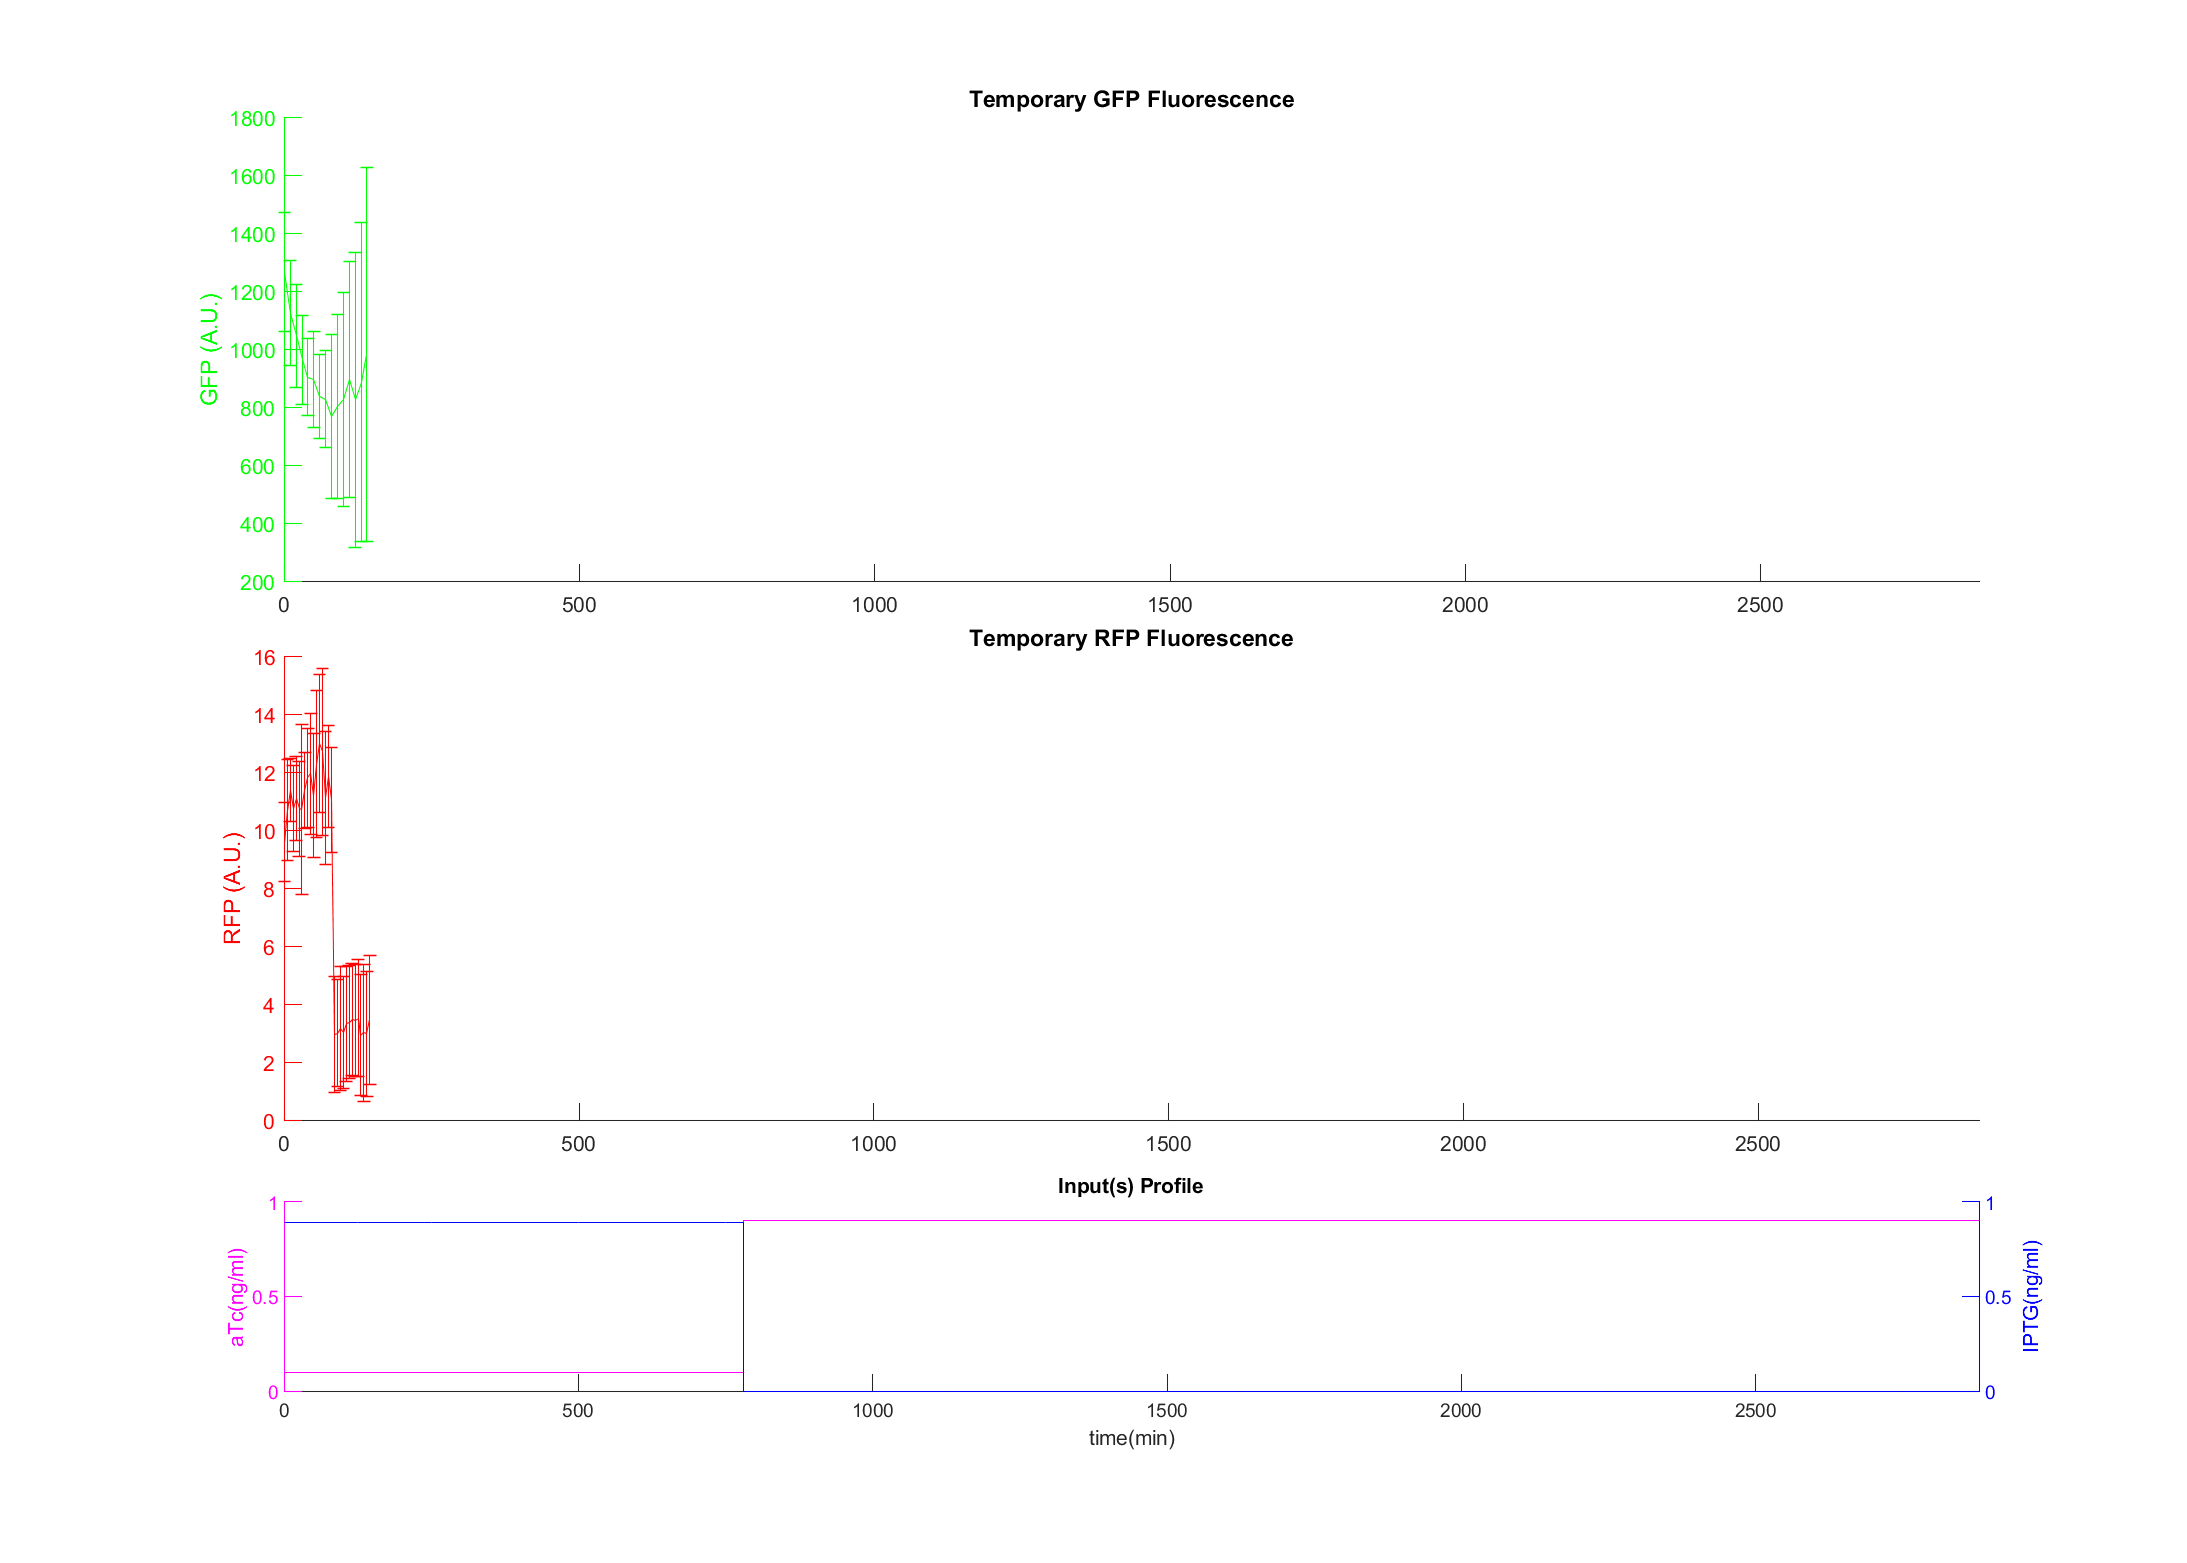 Temporary GFP Fluorescence
1800
1600
1400
1200
1000
800
600
400
200
GFP (A.U.)
0 500 1000 1500 2000 2500
Temporary RFP Fluorescence
16
14
12
10
8
6
4
2
0
RFP (A.U.)
0 500 1000 1500 2000 2500
Input(s) Profile
1
0.5
0
aTc(ng/ml)
1
0.5
0
IPTG(ng/ml)
0 500 1000 1500 2000 2500
time(min)